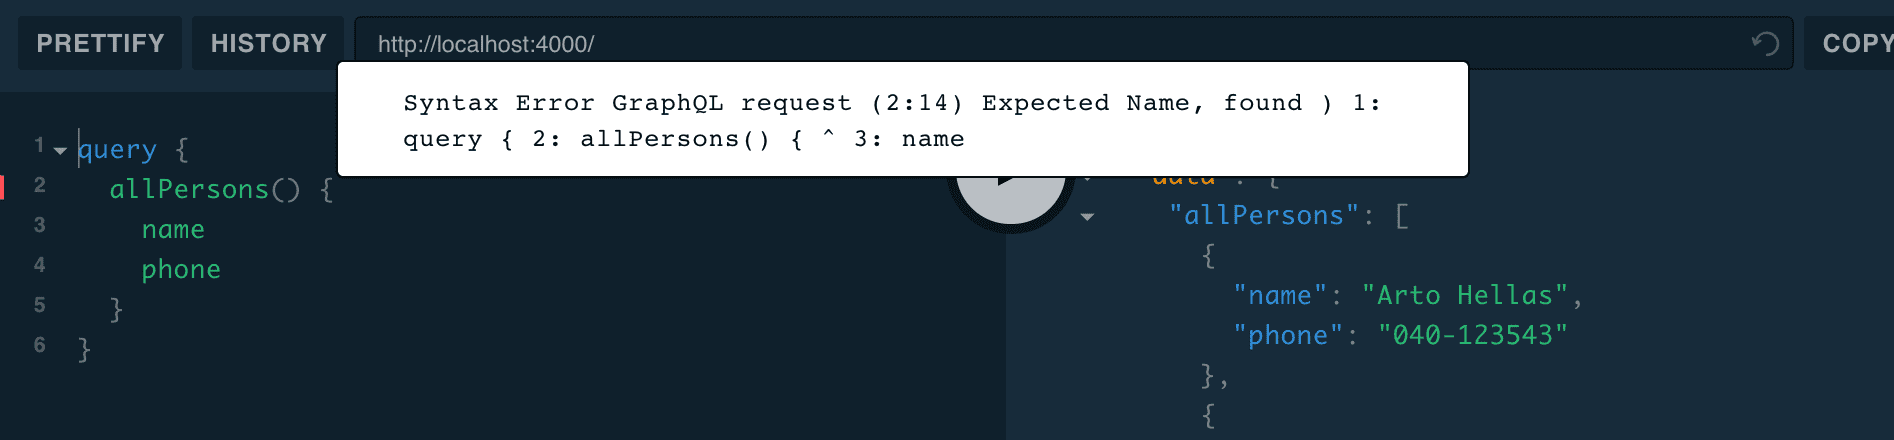 PRETTIFY HISTORY http://localhost:4000/ COPY
Syntax Error GraphQL request (2:14) Expected Name, found ) 1:
query { 2: allPersons() { ^ 3: name
1 query {
2 allPersons() {
3 name
4 phone
5 }
6 }
data": {
"allPersons": [
{
"name": "Arto Hellas",
"phone": "040-123543"
},
{